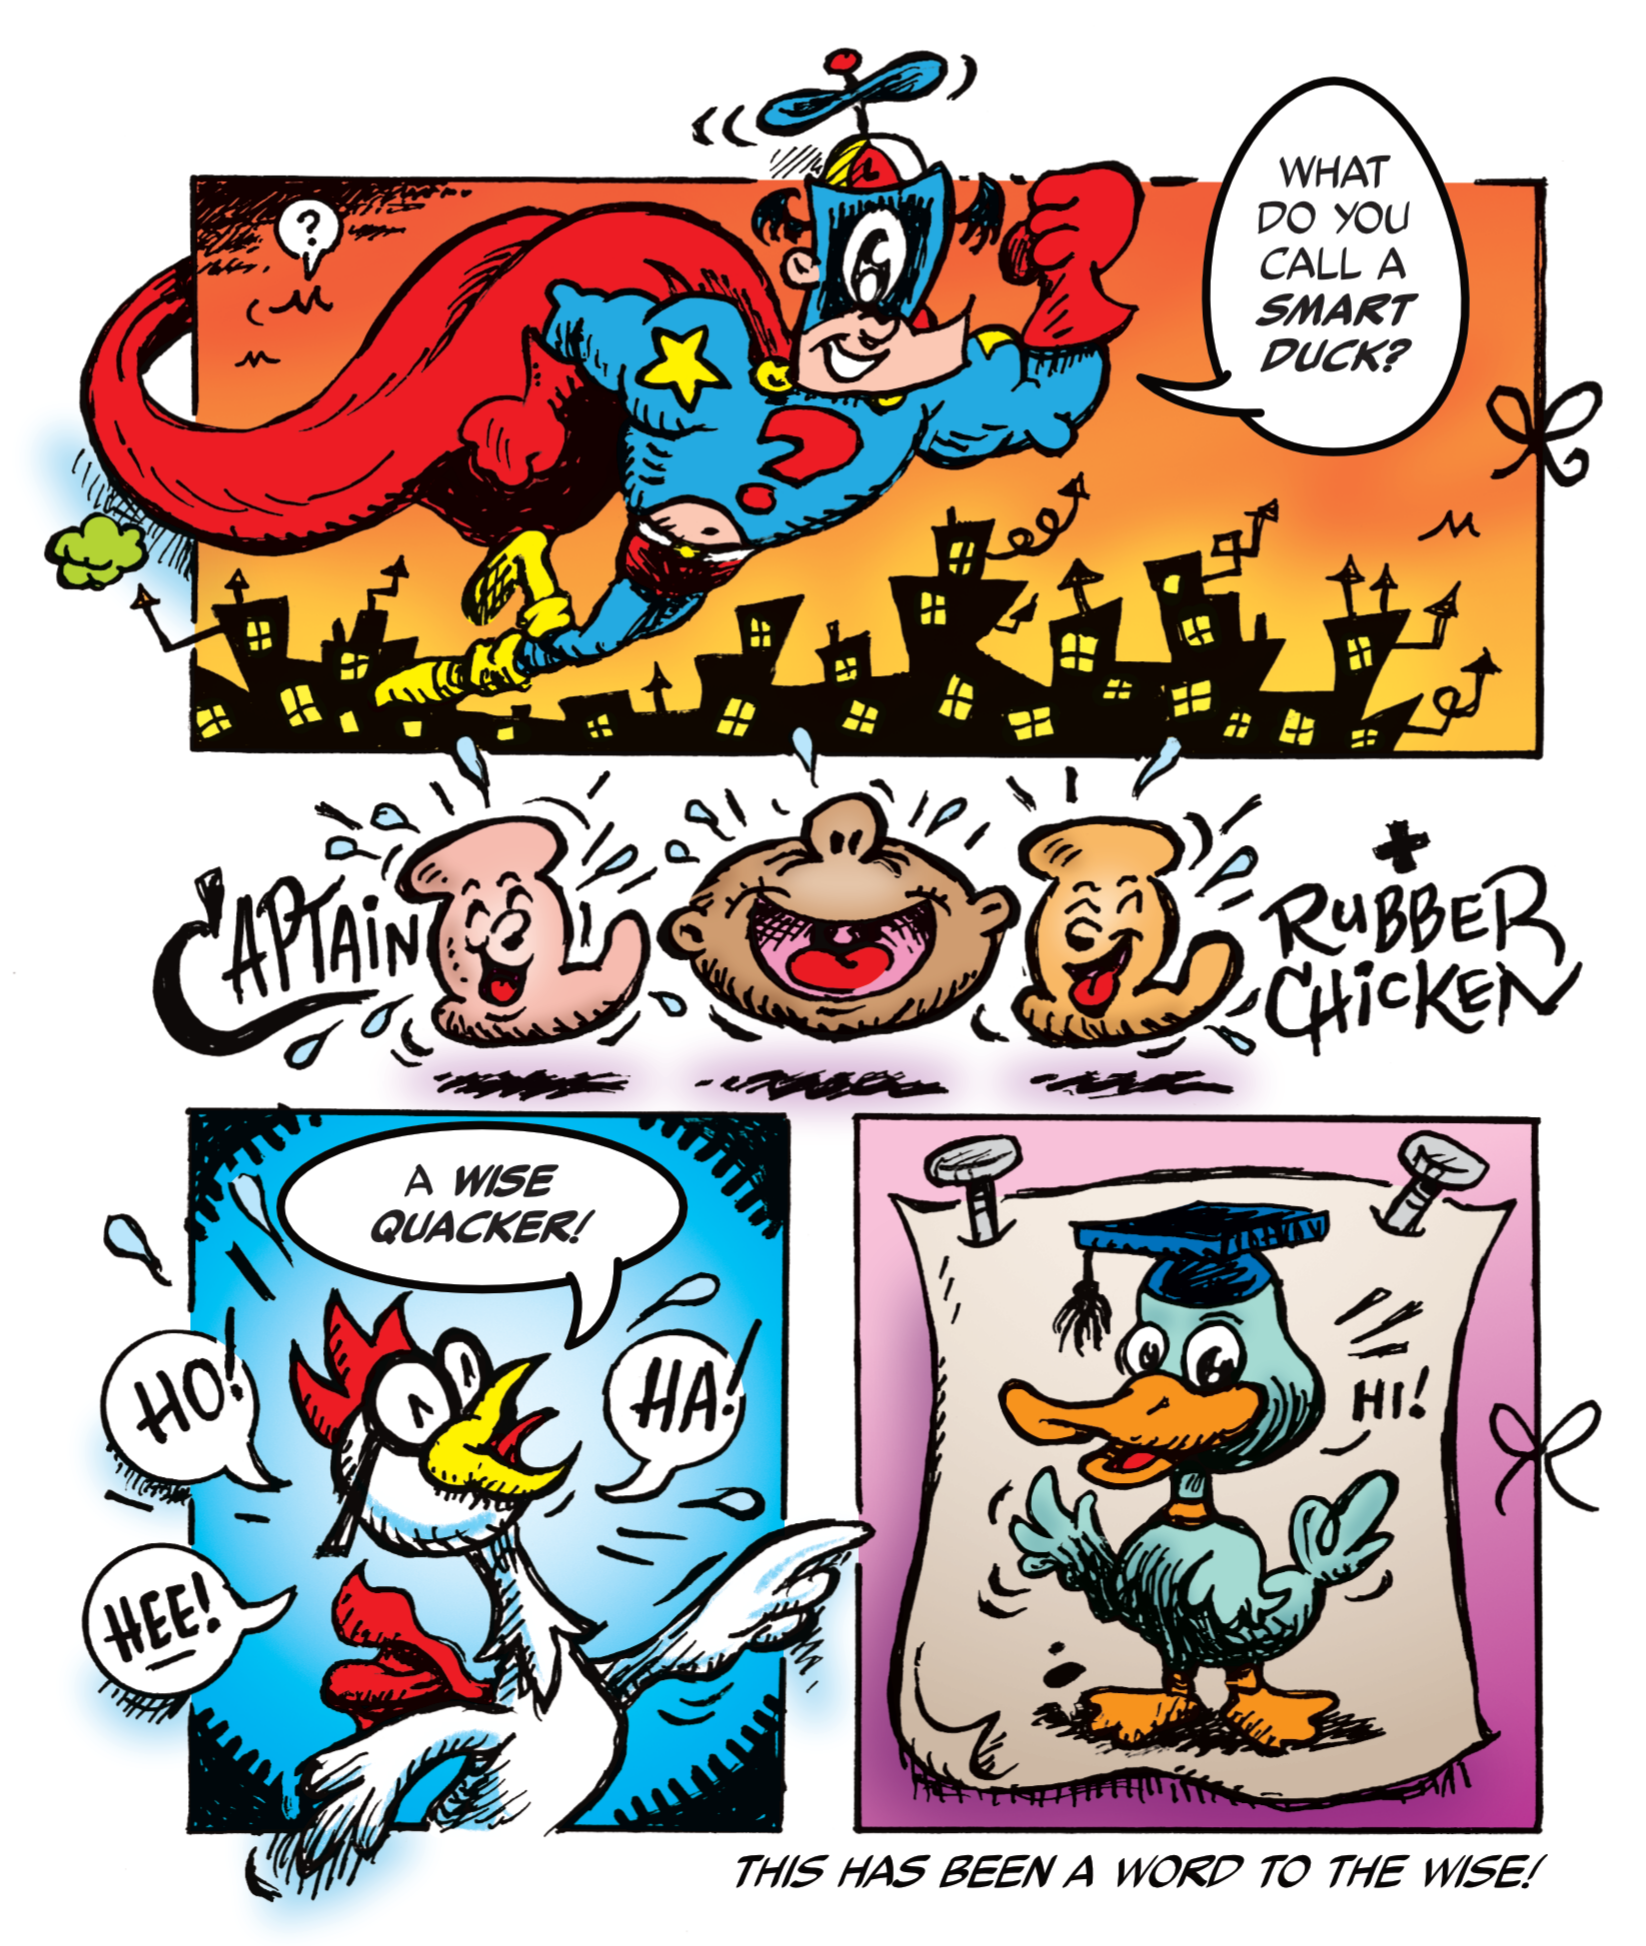 ?
WHAT
DO YOU
CALL A
SMART
DUCK?
?
CAPTAIN LOL + RUBBER
CHICKEN
A WISE
QUACKER!
HO!
HA!
HEE!
HI!
THIS HAS BEEN A WORD TO THE WISE!